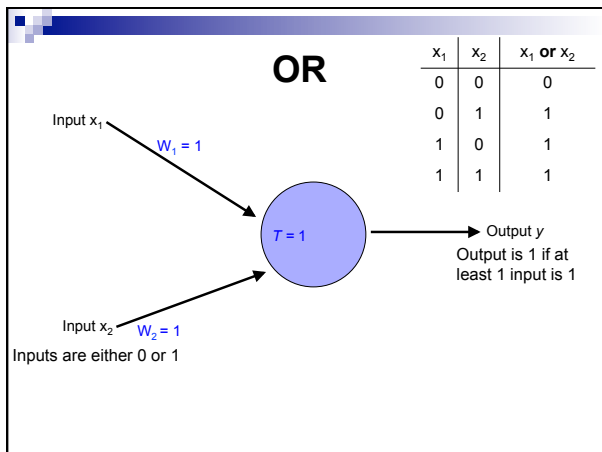 OR
x₁ x₂ x₁ or x₂
0 0 0
0 1 1
1 0 1
1 1 1
Input x₁
W₁ = 1
T = 1
Output y
Output is 1 if at
least 1 input is 1
Input x₂
W₂ = 1
Inputs are either 0 or 1